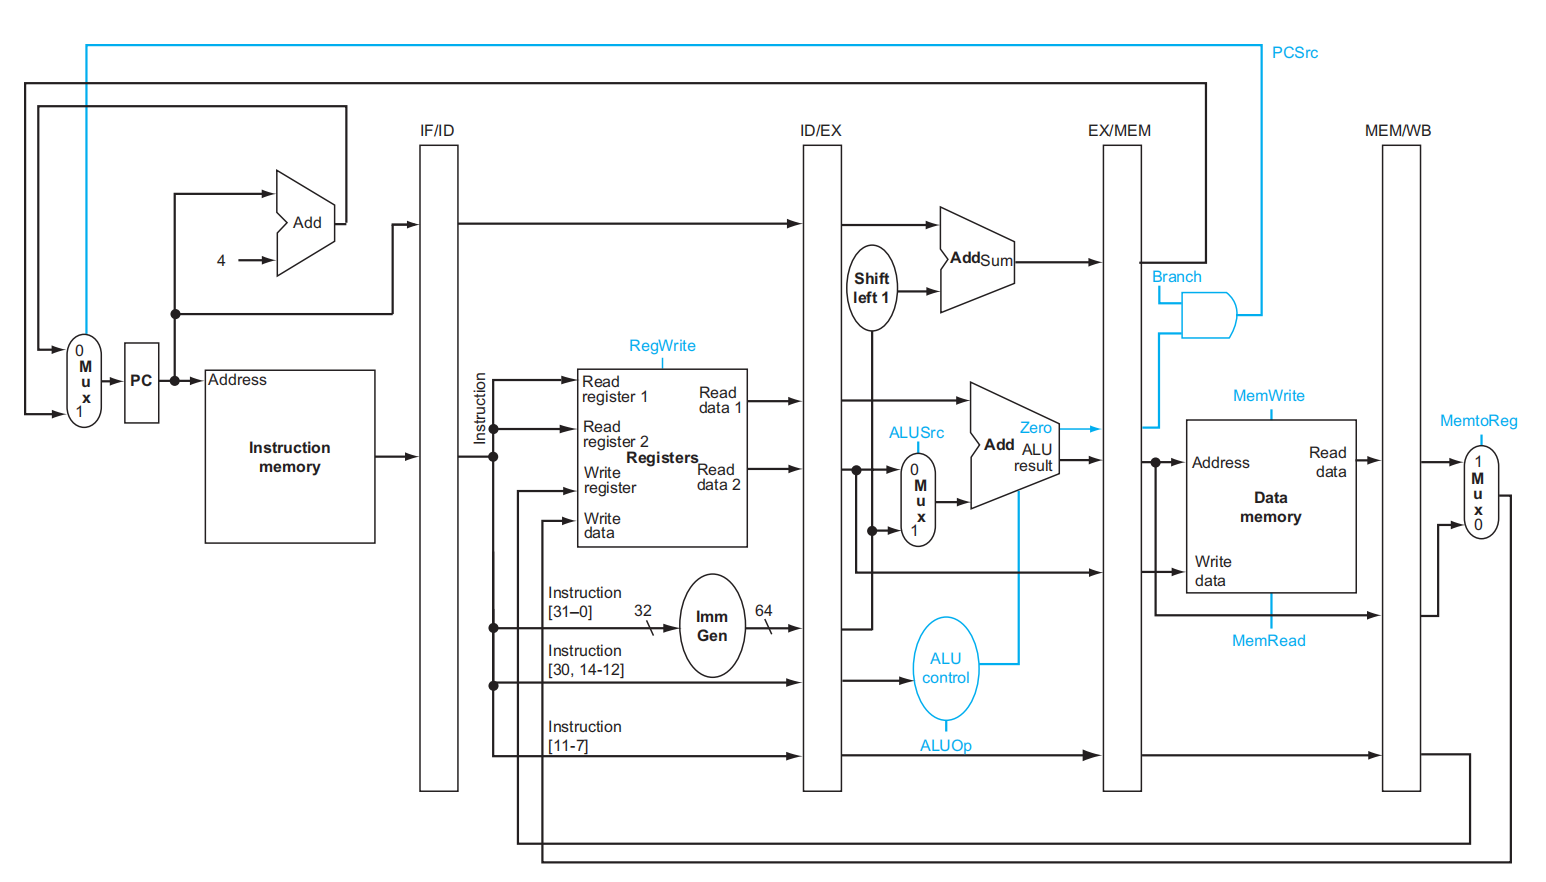 PCSrc
IF/ID
ID/EX
EX/MEM
MEM/WB
Add
4
Add Sum
Shift
left 1
Branch
0
M
u
x
1
PC
Address
Instruction
memory
Instruction
RegWrite
Read
register 1
Read
register 2
Write
register
Write
data
Registers
Read
data 1
Read
data 2
ALUSrc
0
M
u
x
1
Zero
Add
ALU
result
MemWrite
Address
Read
data
Data
memory
Write
data
MemRead
MemtoReg
1
M
u
x
0
Instruction
[31–0]
32
Imm
Gen
64
Instruction
[30, 14-12]
ALU
control
ALUOp
Instruction
[11-7]